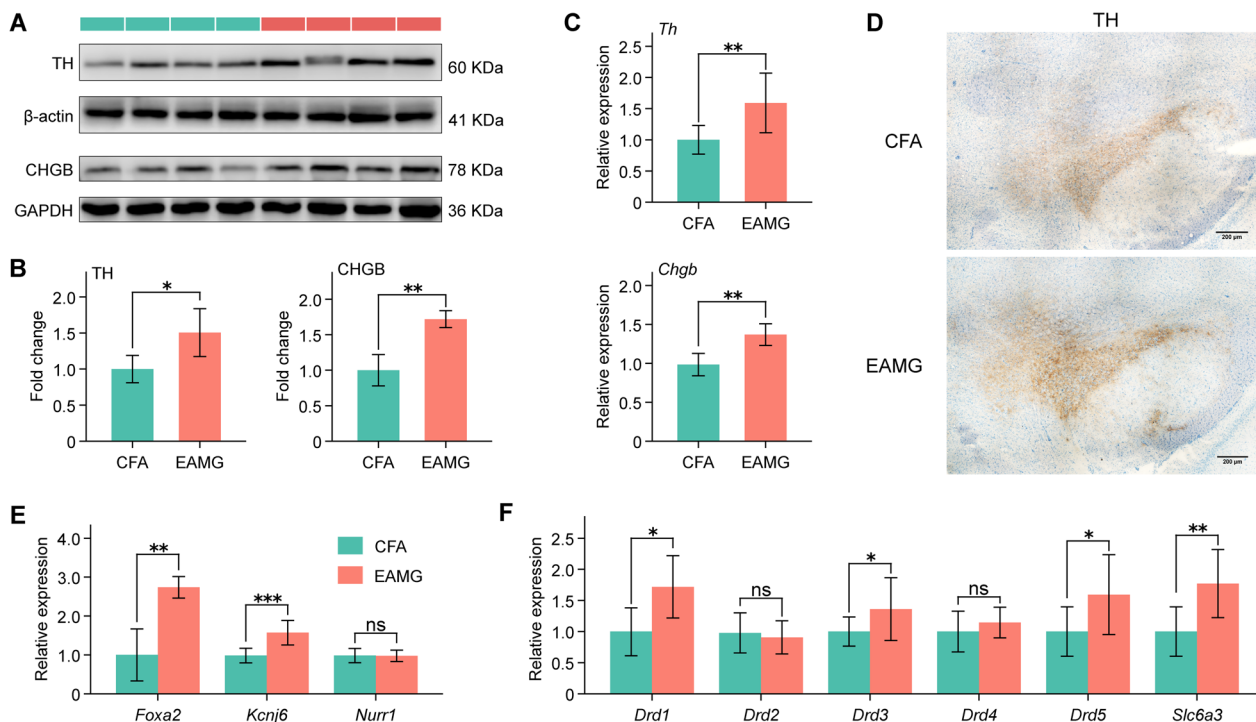 A
TH
60 KDa
β-actin
41 KDa
CHGB
78 KDa
GAPDH
36 KDa
B
TH
Fold change
2.0
1.5
1.0
0.5
0
*
CFA
EAMG
CHGB
Fold change
2.0
1.5
1.0
0.5
0
**
CFA
EAMG
C
Th
Relative expression
2.5
2.0
1.5
1.0
0.5
0
**
CFA
EAMG
Chgb
Relative expression
2.0
1.5
1.0
0.5
0
**
CFA
EAMG
D
TH
CFA
200 μm
EAMG
200 μm
E
Relative expression
4.0
3.0
2.0
1.0
0
**
***
ns
CFA
EAMG
Foxa2
Kcnj6
Nurr1
F
Relative expression
2.5
2.0
1.5
1.0
0.5
0
*
ns
*
ns
*
**
Drd1
Drd2
Drd3
Drd4
Drd5
Slc6a3